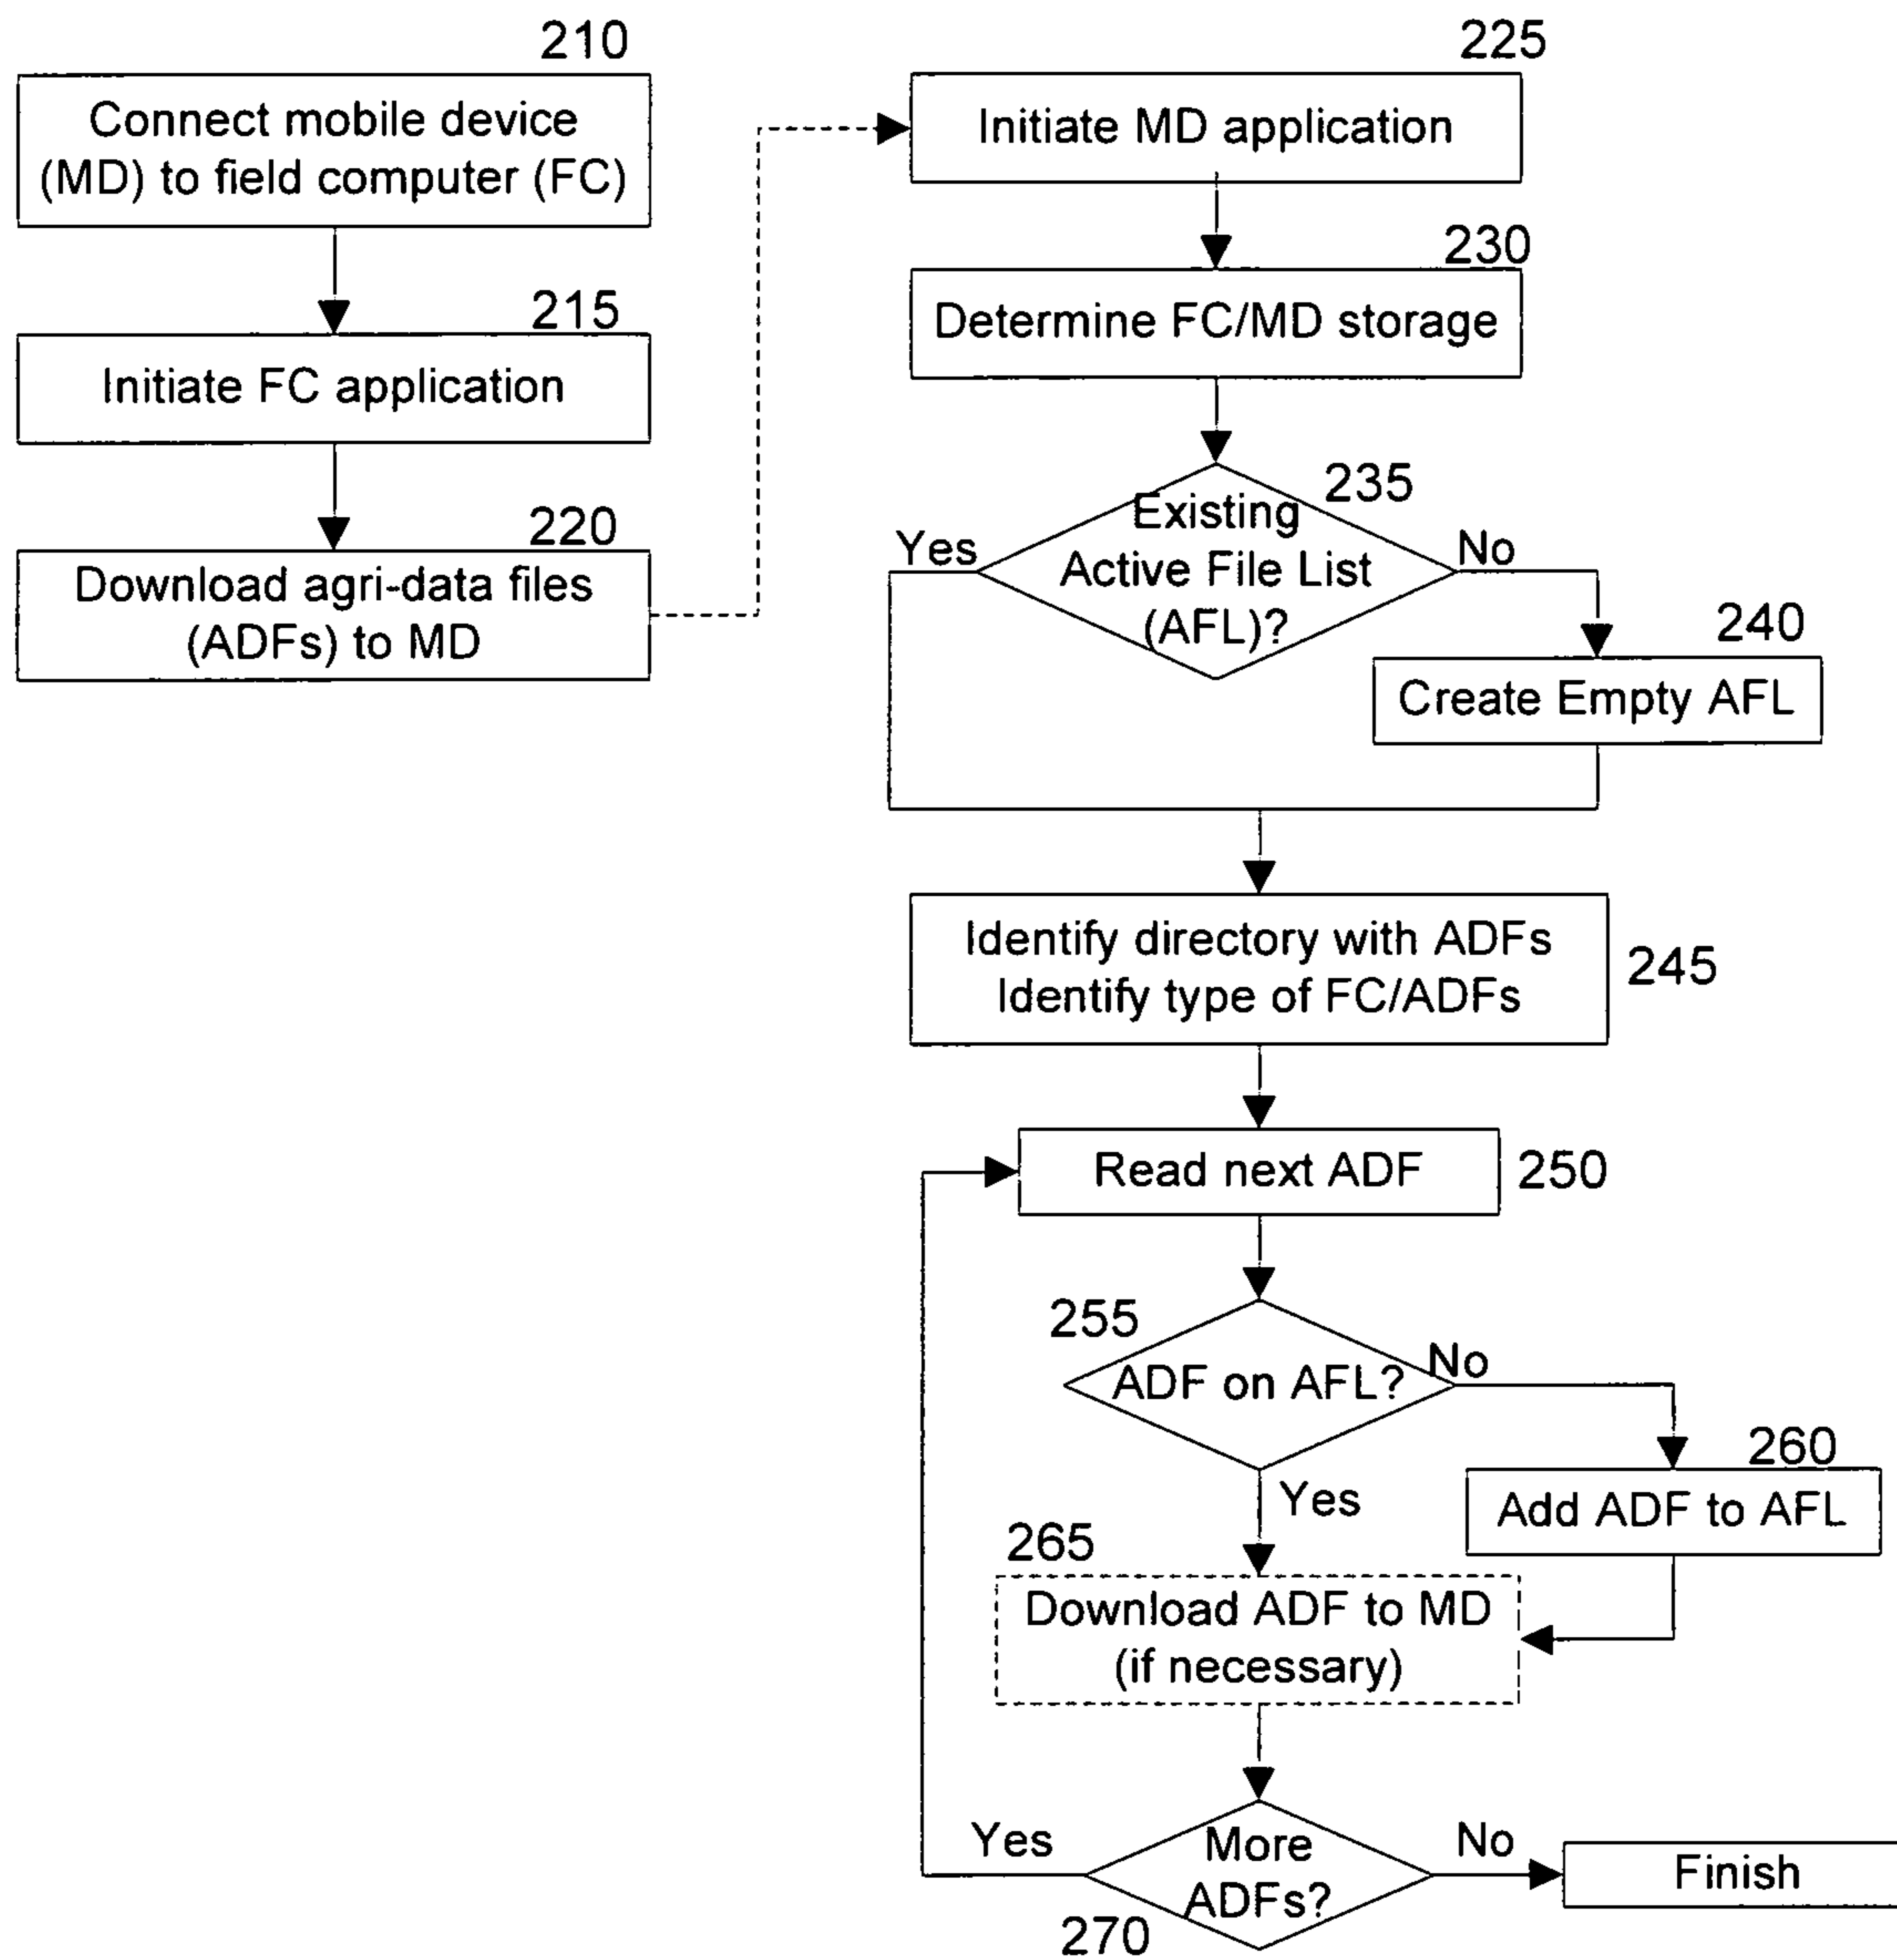 210
Connect mobile device
(MD) to field computer (FC)
215
Initiate FC application
220
Download agri-data files
(ADFs) to MD
225
Initiate MD application
230
Determine FC/MD storage
235
Existing
Active File List
(AFL)?
Yes
No
240
Create Empty AFL
Identify directory with ADFs
Identify type of FC/ADFs
245
Read next ADF
250
255
ADF on AFL?
No
Yes
260
Add ADF to AFL
265
Download ADF to MD
(if necessary)
Yes
More
ADFs?
No
270
Finish